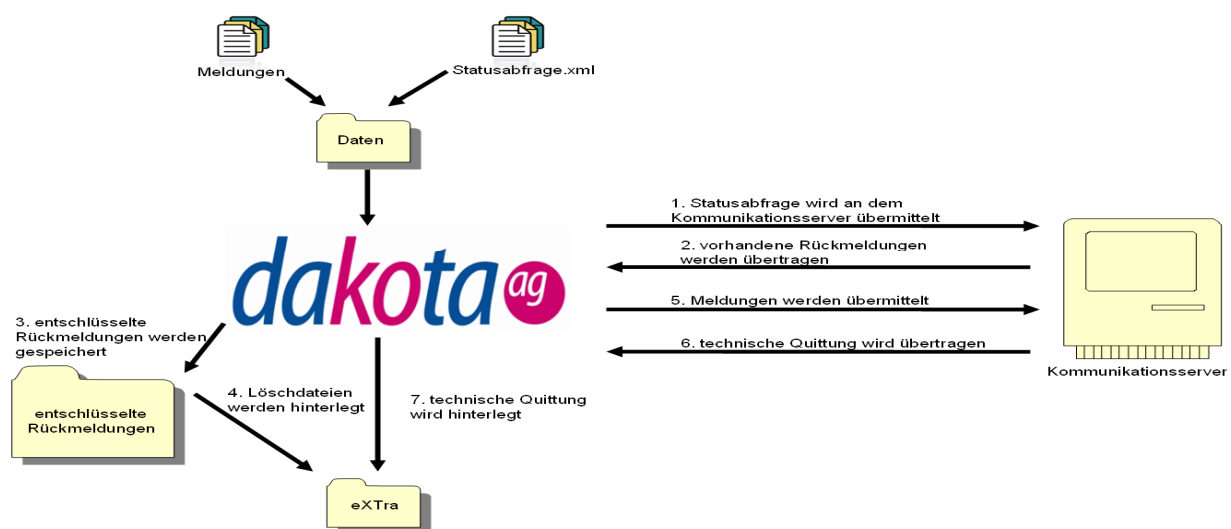 Meldungen
Statusabfrage.xml
Daten
1. Statusabfrage wird an dem
Kommunikationsserver übermittelt
2. vorhandene Rückmeldungen
werden übertragen
dakota ag
5. Meldungen werden übermittelt
3. entschlüsselte
Rückmeldungen werden
gespeichert
6. technische Quittung wird übertragen
Kommunikationsserver
4. Löschdateien
werden hinterlegt
7. technische Quittung
wird hinterlegt
entschlüsselte
Rückmeldungen
eXTra